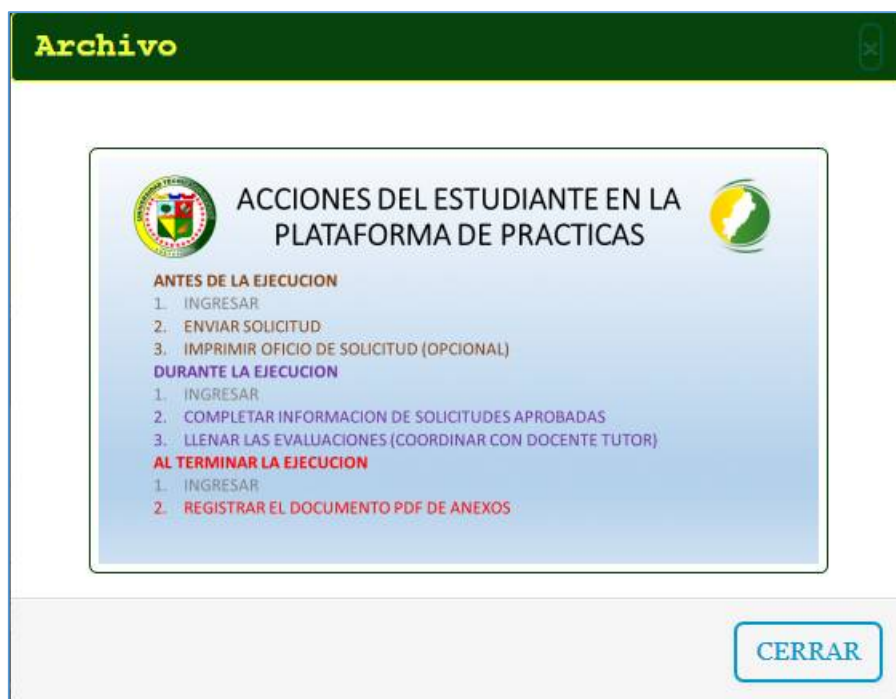 Archivo
ACCIONES DEL ESTUDIANTE EN LA
PLATAFORMA DE PRACTICAS
ANTES DE LA EJECUCION
1. INGRESAR
2. ENVIAR SOLICITUD
3. IMPRIMIR OFICIO DE SOLICITUD (OPCIONAL)
DURANTE LA EJECUCION
1. INGRESAR
2. COMPLETAR INFORMACION DE SOLICITUDES APROBADAS
3. LLENAR LAS EVALUACIONES (COORDINAR CON DOCENTE TUTOR)
AL TERMINAR LA EJECUCION
1. INGRESAR
2. REGISTRAR EL DOCUMENTO PDF DE ANEXOS
CERRAR